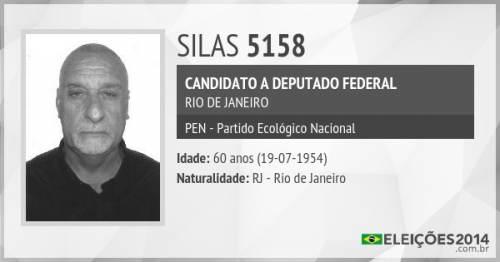 SILAS 5158
CANDIDATO A DEPUTADO FEDERAL
RIO DE JANEIRO
PEN - Partido Ecológico Nacional
Idade: 60 anos (19-07-1954)
Naturalidade: RJ - Rio de Janeiro
ELEIÇÕES2014
.com.br